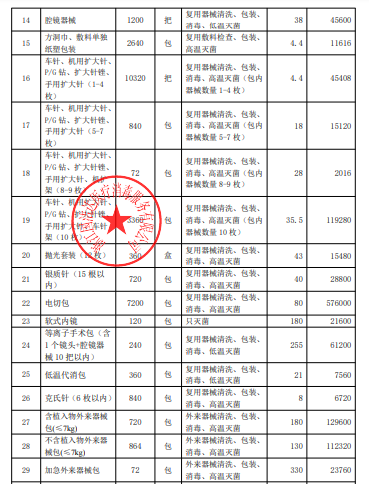 14 腔镜器械 1200 把 复用器械清洗、包装、消毒、低温灭菌 38 45600
15 方洞巾、敷料单独纸塑包装 2640 包 复用敷料检查、包装、高温灭菌 4.4 11616
16 车针、机用扩大针、P/G 钻、扩大针锉、手用扩大针（1-4 枚） 10320 把 复用器械清洗、包装、消毒、高温灭菌（包内器械数量 1-4 枚） 4.4 45408
17 车针、机用扩大针、P/G 钻、扩大针锉、手用扩大针（5-7 枚） 840 包 复用器械清洗、包装、消毒、高温灭菌（包内器械数量 5-7 枚） 18 15120
18 车针、机用扩大针、P/G 钻、扩大针锉、手用扩大针、机扩架（8-9 枚） 72 包 复用器械清洗、包装、消毒、高温灭菌（包内器械数量 8-9 枚） 28 2016
19 车针、机用扩大针、P/G 钻、扩大针锉、手用扩大针、车针架（10 枚） 3360 包 复用器械清洗、包装、消毒、高温灭菌（包内器械数量 10 枚） 35.5 119280
20 抛光套装（12 枚） 360 盒 复用器械清洗、包装、消毒、高温灭菌 43 15480
21 银质针（15 根以内） 720 包 复用器械清洗、包装、消毒、高温灭菌 40 28800
22 电切包 7200 包 复用器械清洗、包装、消毒、高温灭菌 80 576000
23 软式内镜 120 包 只灭菌 180 21600
24 等离子手术包（含 1 个镜头+腔镜器械 10 把以内） 240 包 复用器械清洗、包装、消毒、低温灭菌 255 61200
25 低温代消包 360 包 复用器械清洗、包装、消毒、低温灭菌 21 7560
26 克氏针（6 枚以内） 840 包 复用器械清洗、包装、消毒、高温灭菌 8 6720
27 含植入物外来器械包（≤7kg） 720 包 外来器械清洗、包装、消毒、高温灭菌 180 129600
28 不含植入物外来器械包（≤7kg） 864 包 外来器械清洗、包装、消毒、高温灭菌 130 112320
29 加急外来器械包 72 包 外来器械清洗、包装、消毒、高温灭菌 330 23760